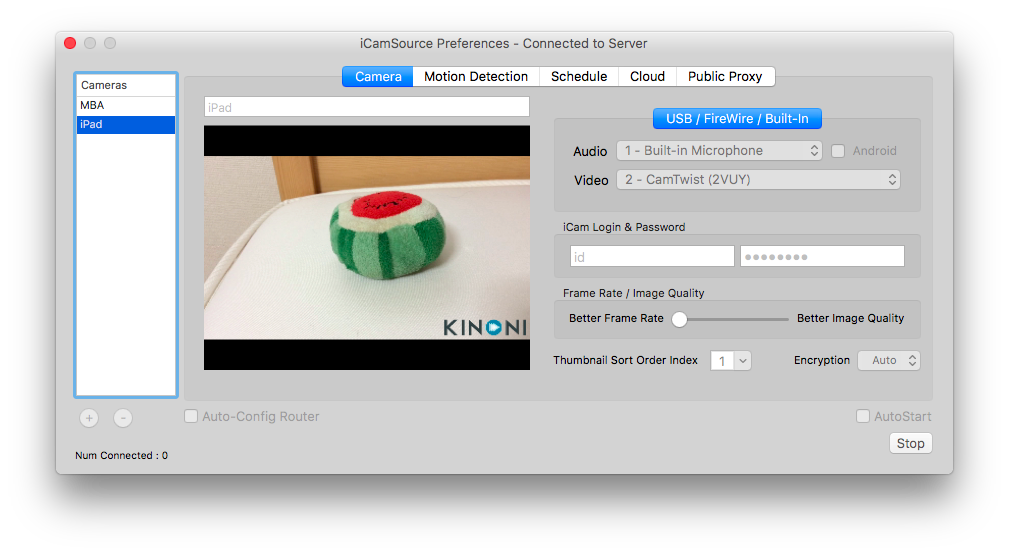 iCamSource Preferences - Connected to Server
Camera Motion Detection Schedule Cloud Public Proxy
Cameras
MBA
iPad
iPad
KINONI
USB / FireWire / Built-In
Audio 1 - Built-in Microphone Android
Video 2 - CamTwist (2VUY)
iCam Login & Password
id ●●●●●●●●
Frame Rate / Image Quality
Better Frame Rate Better Image Quality
Thumbnail Sort Order Index 1 Encryption Auto
+ -
Auto-Config Router AutoStart
Stop
Num Connected : 0